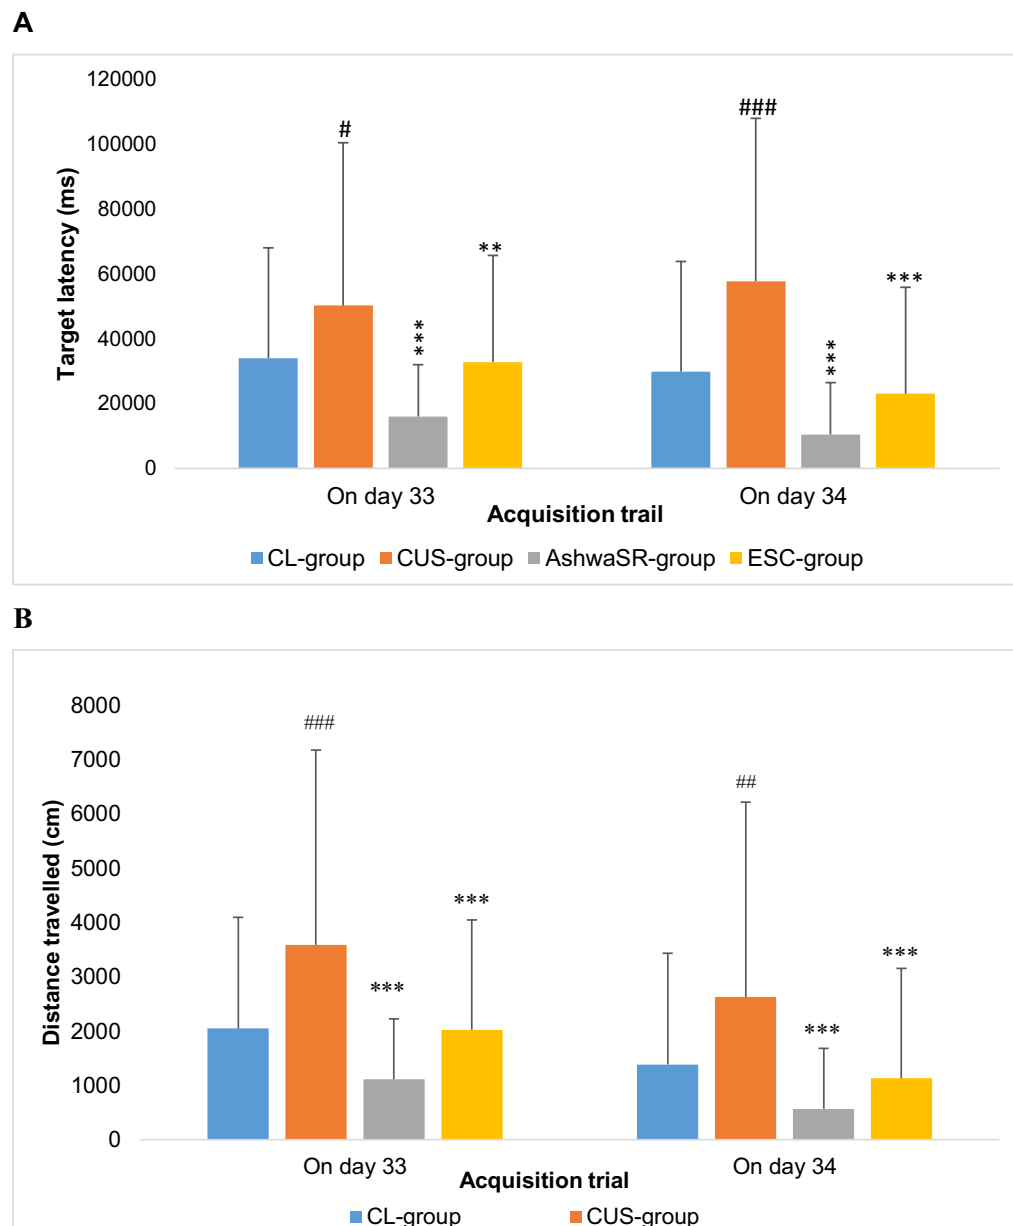 A
120000
100000
80000
60000
40000
20000
0
Target latency (ms)
#
***
**
###
***
***
On day 33
On day 34
Acquisition trail
CL-group CUS-group AshwaSR-group ESC-group
B
8000
7000
6000
5000
4000
3000
2000
1000
0
Distance travelled (cm)
###
***
***
##
***
***
On day 33
On day 34
Acquisition trial
CL-group CUS-group